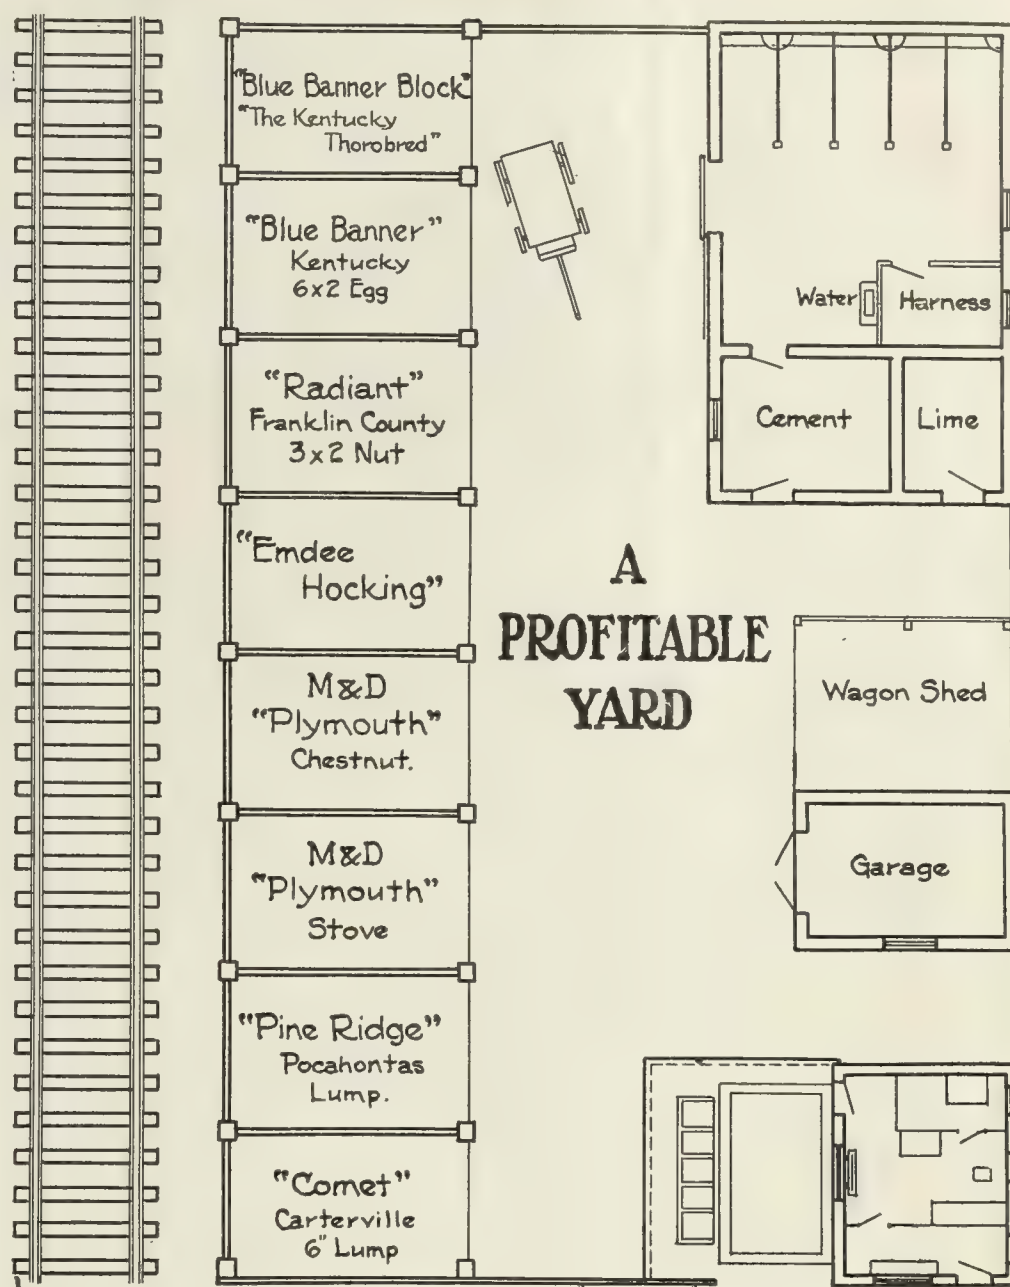 "Blue Banner Block"
"The Kentucky
Thorobred"
"Blue Banner"
Kentucky
6x2 Egg
"Radiant"
Franklin County
3x2 Nut
"Emdee
Hocking"
M&D
"Plymouth"
Chestnut.
M&D
"Plymouth"
Stove
"Pine Ridge"
Pocahontas
Lump.
"Comet"
Carterville
6" Lump
A
PROFITABLE
YARD
Water
Harness
Cement
Lime
Wagon Shed
Garage